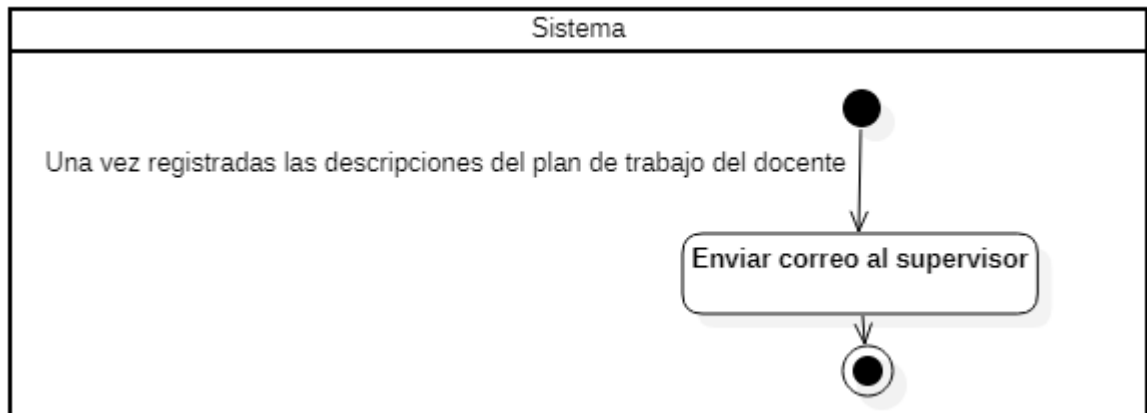 Sistema
Una vez registradas las descripciones del plan de trabajo del docente
Enviar correo al supervisor